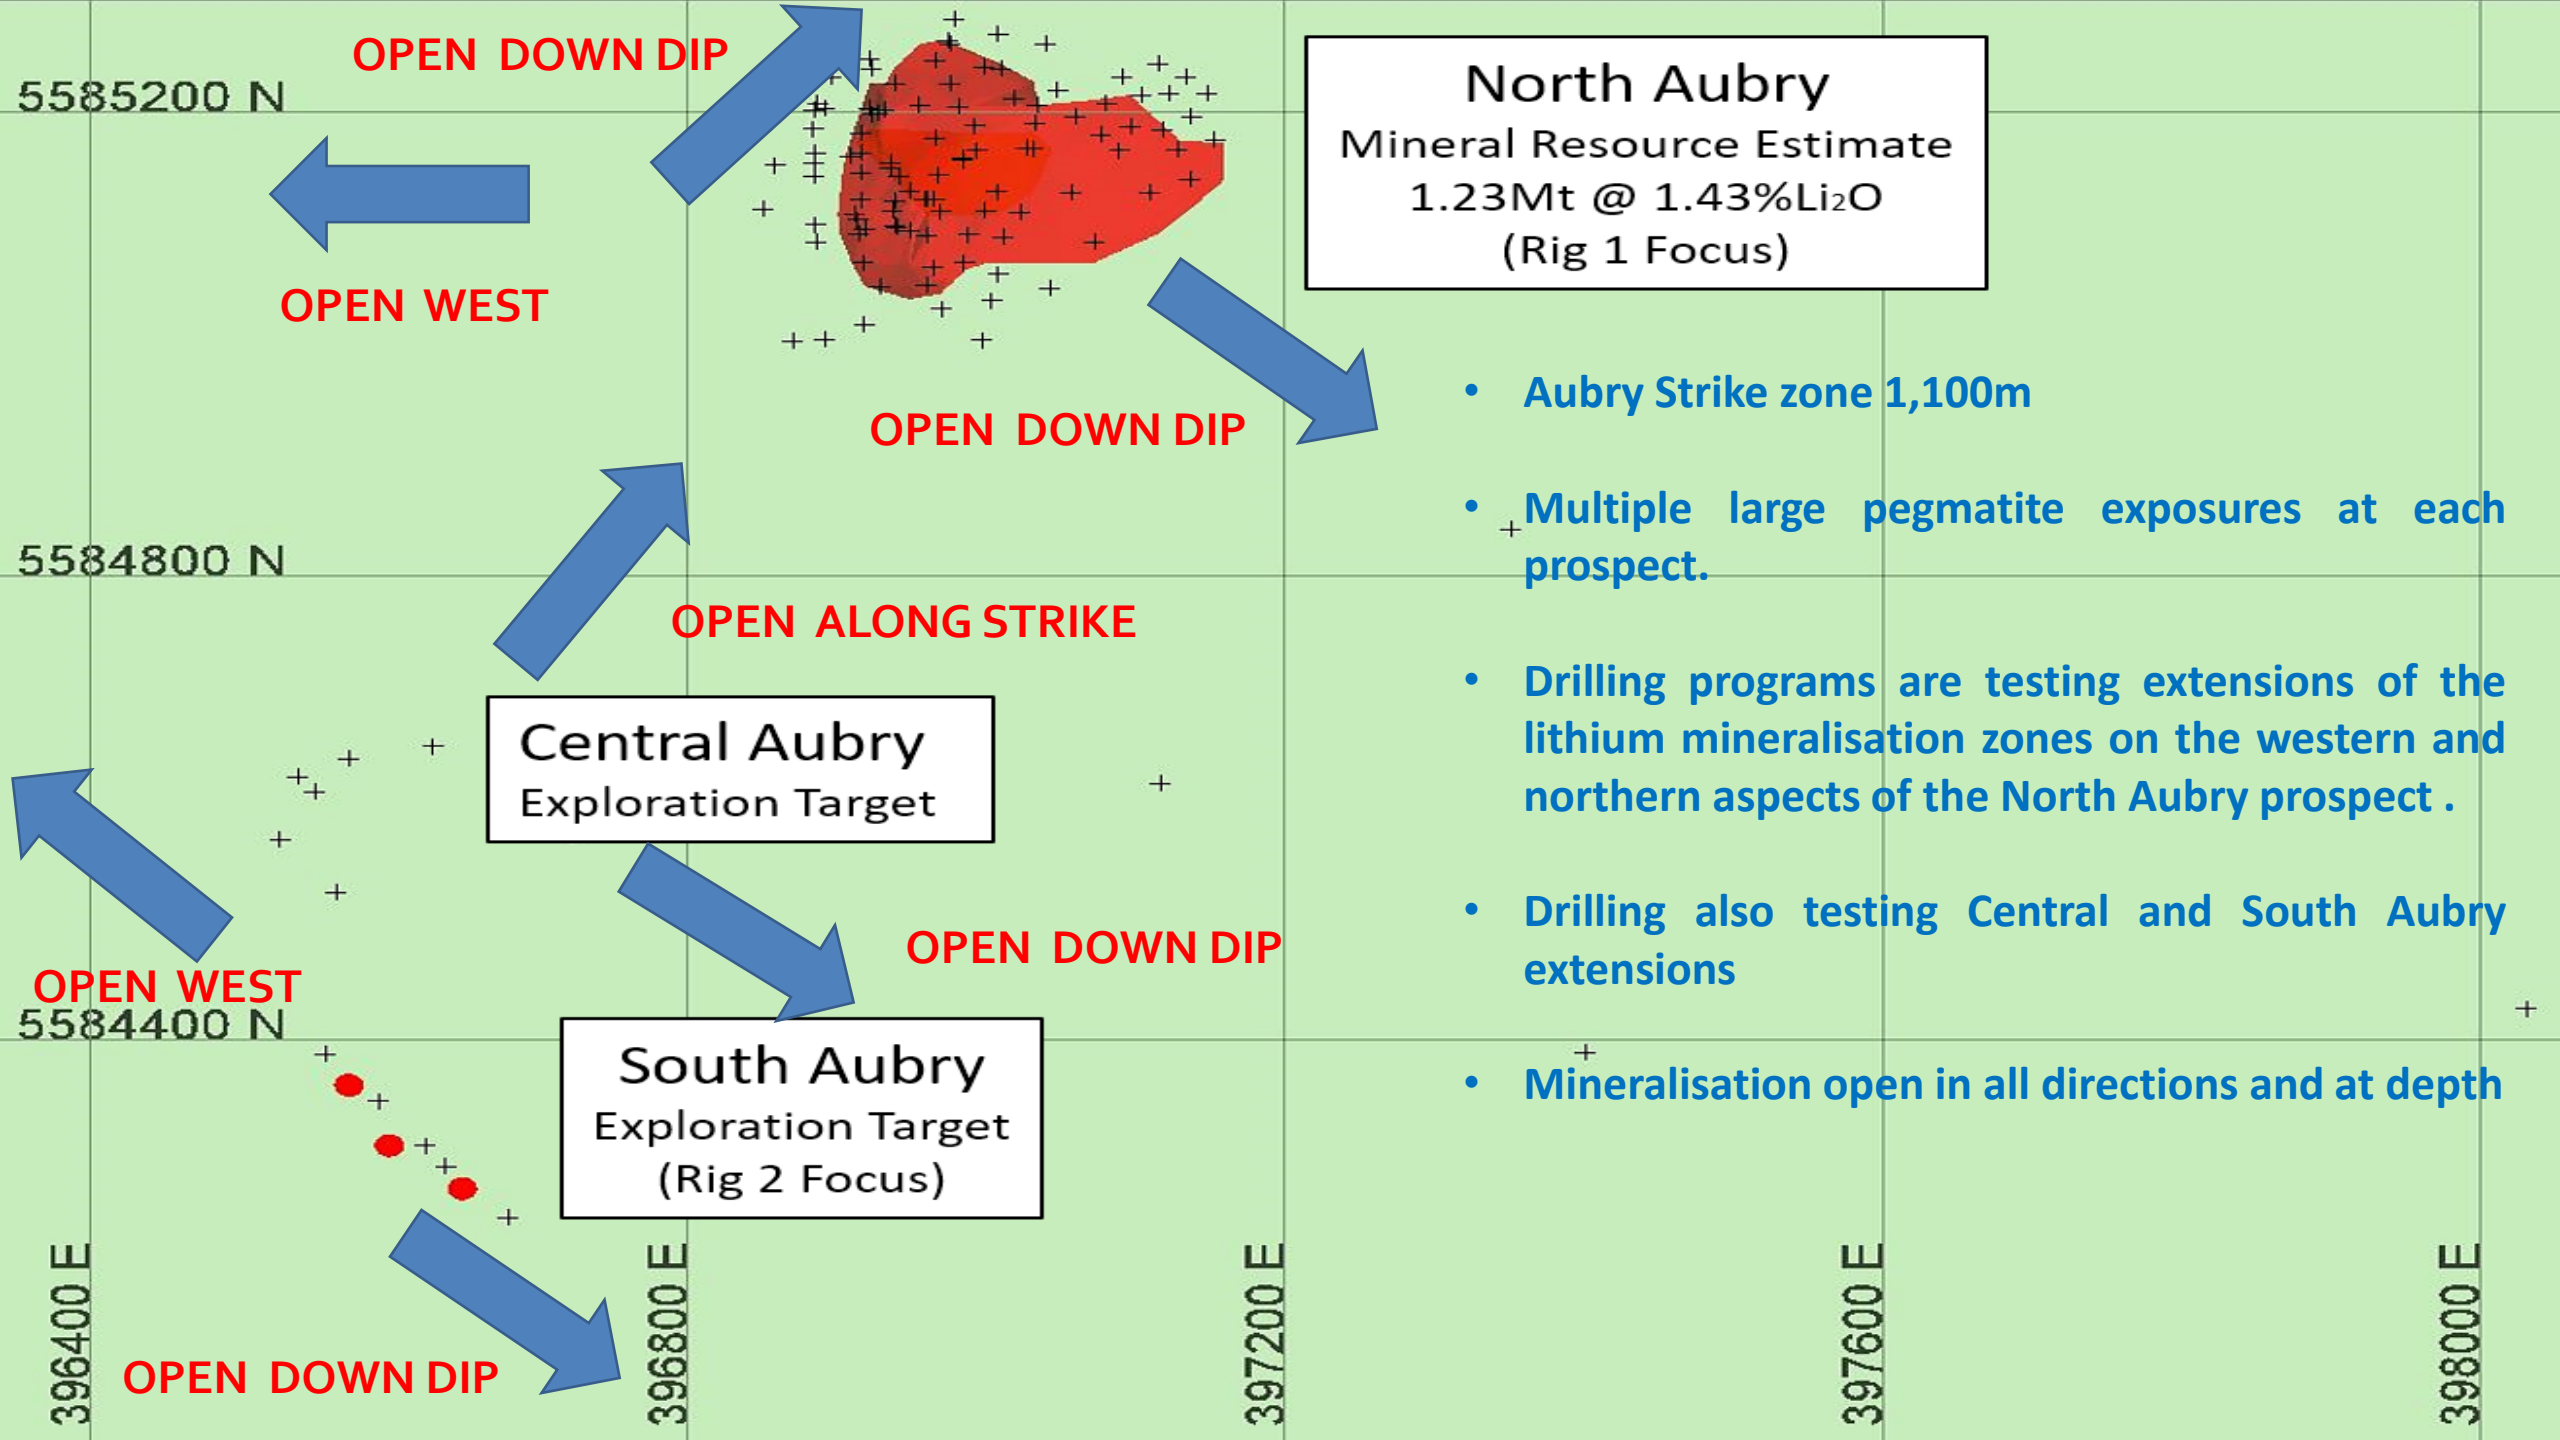 OPEN DOWN DIP
5585200 N
North Aubry
Mineral Resource Estimate
1.23Mt @ 1.43%Li₂O
(Rig 1 Focus)
OPEN WEST
OPEN DOWN DIP
• Aubry Strike zone 1,100m
• Multiple large pegmatite exposures at each
prospect.
5584800 N
OPEN ALONG STRIKE
• Drilling programs are testing extensions of the
lithium mineralisation zones on the western and
northern aspects of the North Aubry prospect .
Central Aubry
Exploration Target
• Drilling also testing Central and South Aubry
extensions
OPEN DOWN DIP
OPEN WEST
5584400 N
South Aubry
Exploration Target
(Rig 2 Focus)
• Mineralisation open in all directions and at depth
OPEN DOWN DIP
396400 E
396800 E
397200 E
397600 E
398000 E